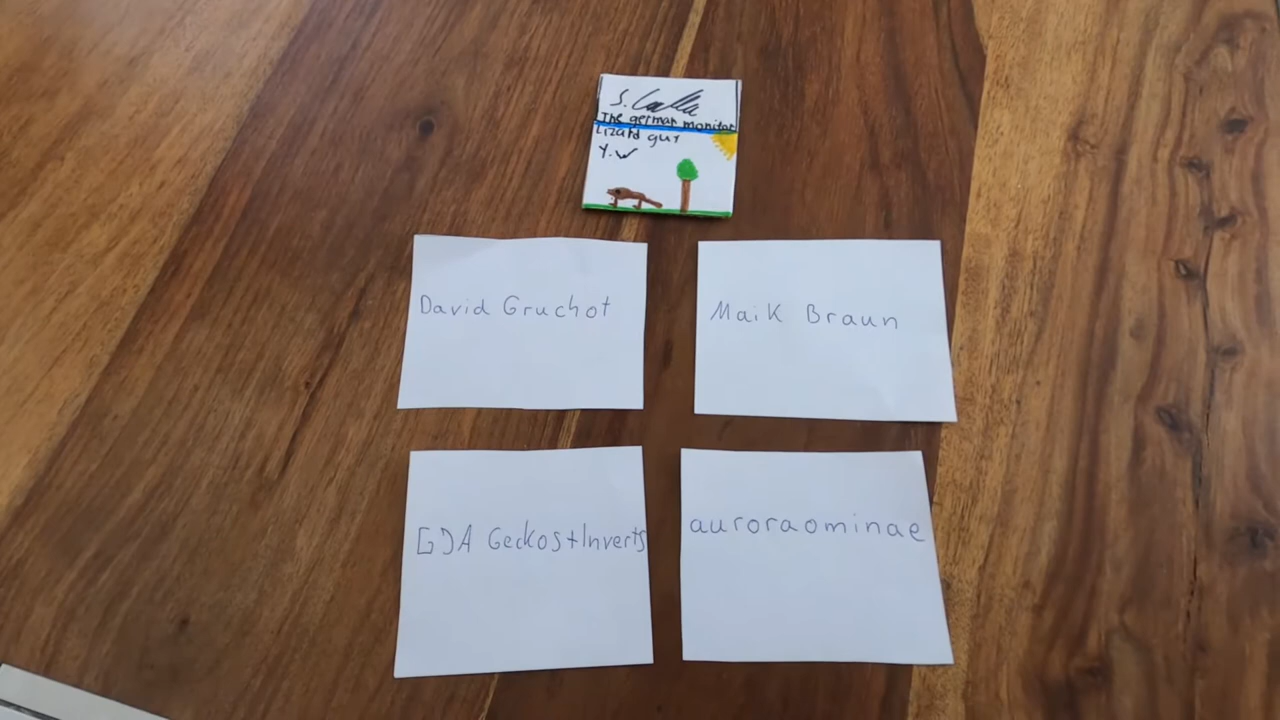 The german monitor
Lizard guy
Y.W
David Gruchot
Maik Braun
GDA Geckos+Inverts
auroraominae